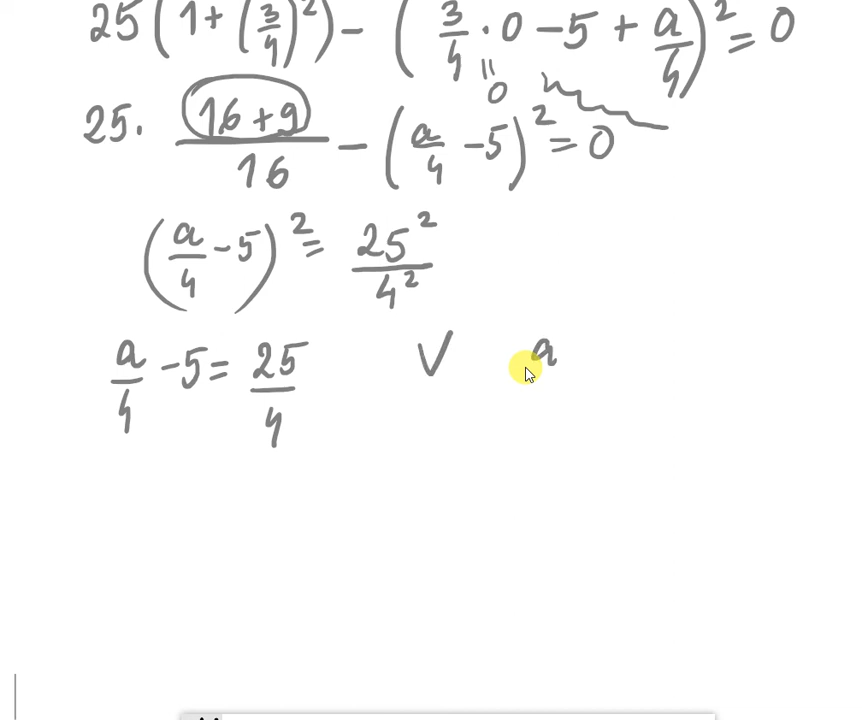 25(1+(3/4)²)-(3/4·0-5+a/4)²=0
=0
25·(16+9)/16-(a/4-5)²=0
(a/4-5)²=25²/4²
a/4-5=25/4 V a